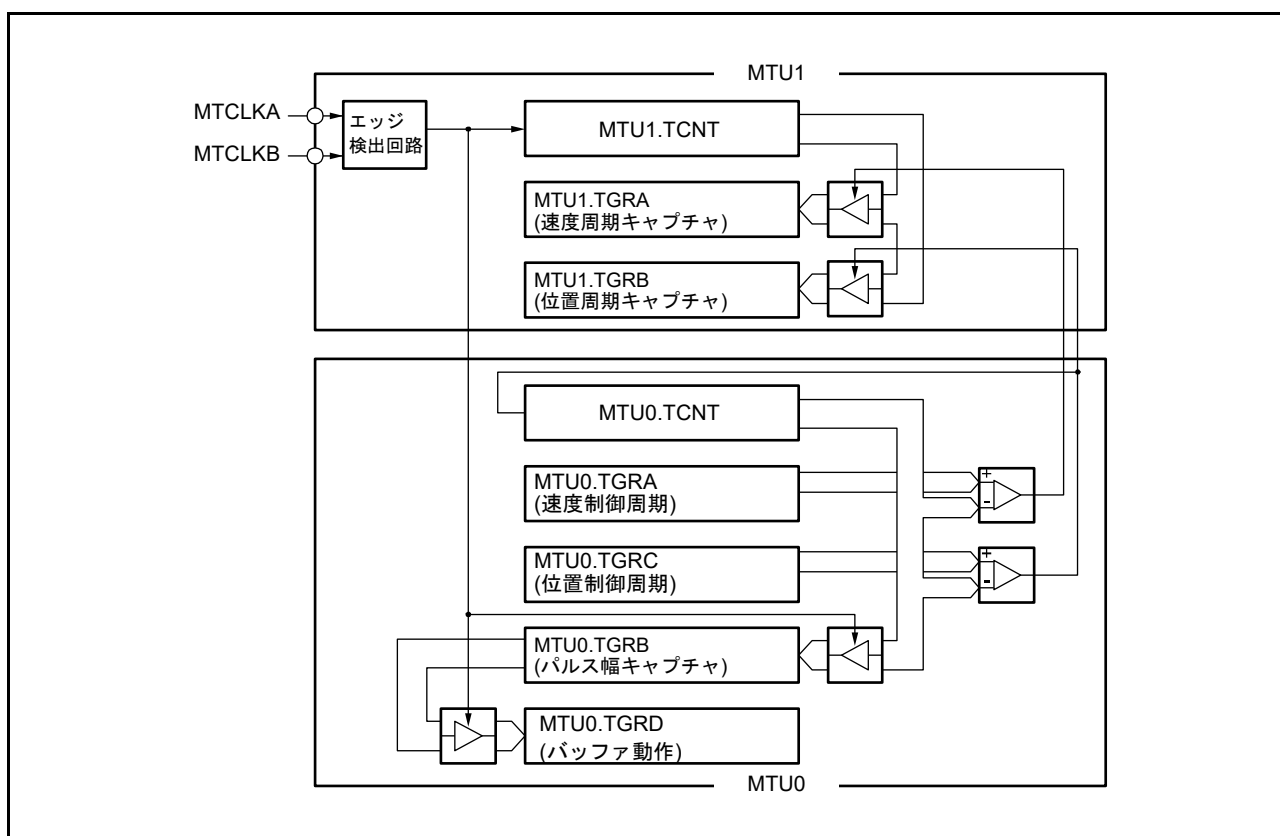 MTU1
MTCLKA
MTCLKB
エッジ
検出回路
MTU1.TCNT
MTU1.TGRA
(速度周期キャプチャ)
MTU1.TGRB
(位置周期キャプチャ)
MTU0.TCNT
MTU0.TGRA
(速度制御周期)
+
-
MTU0.TGRC
(位置制御周期)
+
-
MTU0.TGRB
(パルス幅キャプチャ)
MTU0.TGRD
(バッファ動作)
MTU0